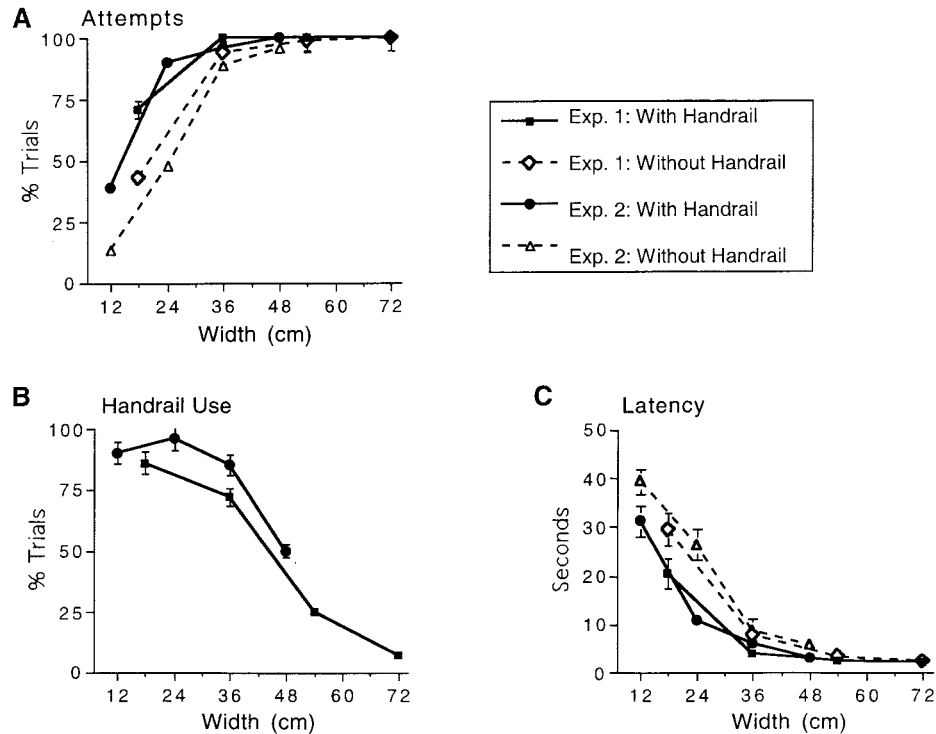 A
Attempts
100
75
50
25
0
% Trials
12 24 36 48 60 72
Width (cm)
Exp. 1: With Handrail
Exp. 1: Without Handrail
Exp. 2: With Handrail
Exp. 2: Without Handrail
B
Handrail Use
100
75
50
25
0
% Trials
12 24 36 48 60 72
Width (cm)
C
Latency
50
40
30
20
10
0
Seconds
12 24 36 48 60 72
Width (cm)